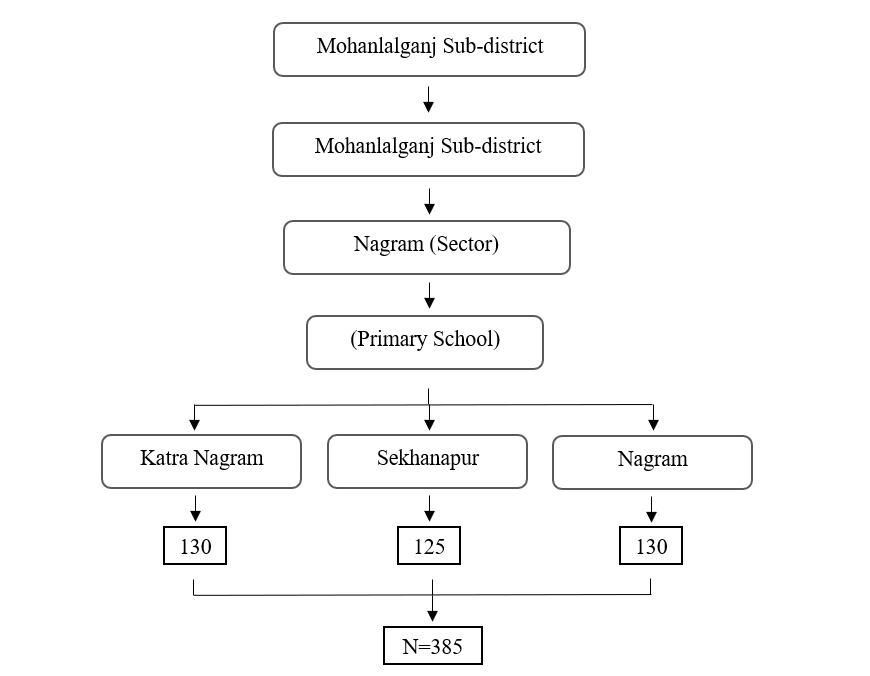 Mohanlalganj Sub-district
Mohanlalganj Sub-district
Nagram (Sector)
(Primary School)
Katra Nagram
Sekhanapur
Nagram
130
125
130
N=385